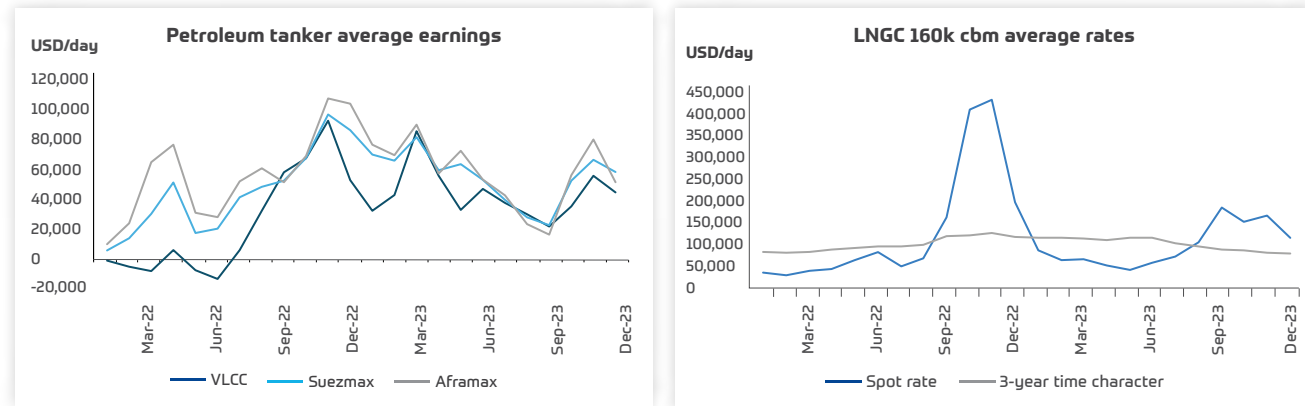 Petroleum tanker average earnings
USD/day
120,000
100,000
80,000
60,000
40,000
20,000
0
-20,000
Mar-22
Jun-22
Sep-22
Dec-22
Mar-23
Jun-23
Sep-23
Dec-23
VLCC
Suezmax
Aframax
LNGC 160k cbm average rates
USD/day
450,000
400,000
350,000
300,000
250,000
200,000
150,000
100,000
50,000
0
Mar-22
Jun-22
Sep-22
Dec-22
Mar-23
Jun-23
Sep-23
Dec-23
Spot rate
3-year time character